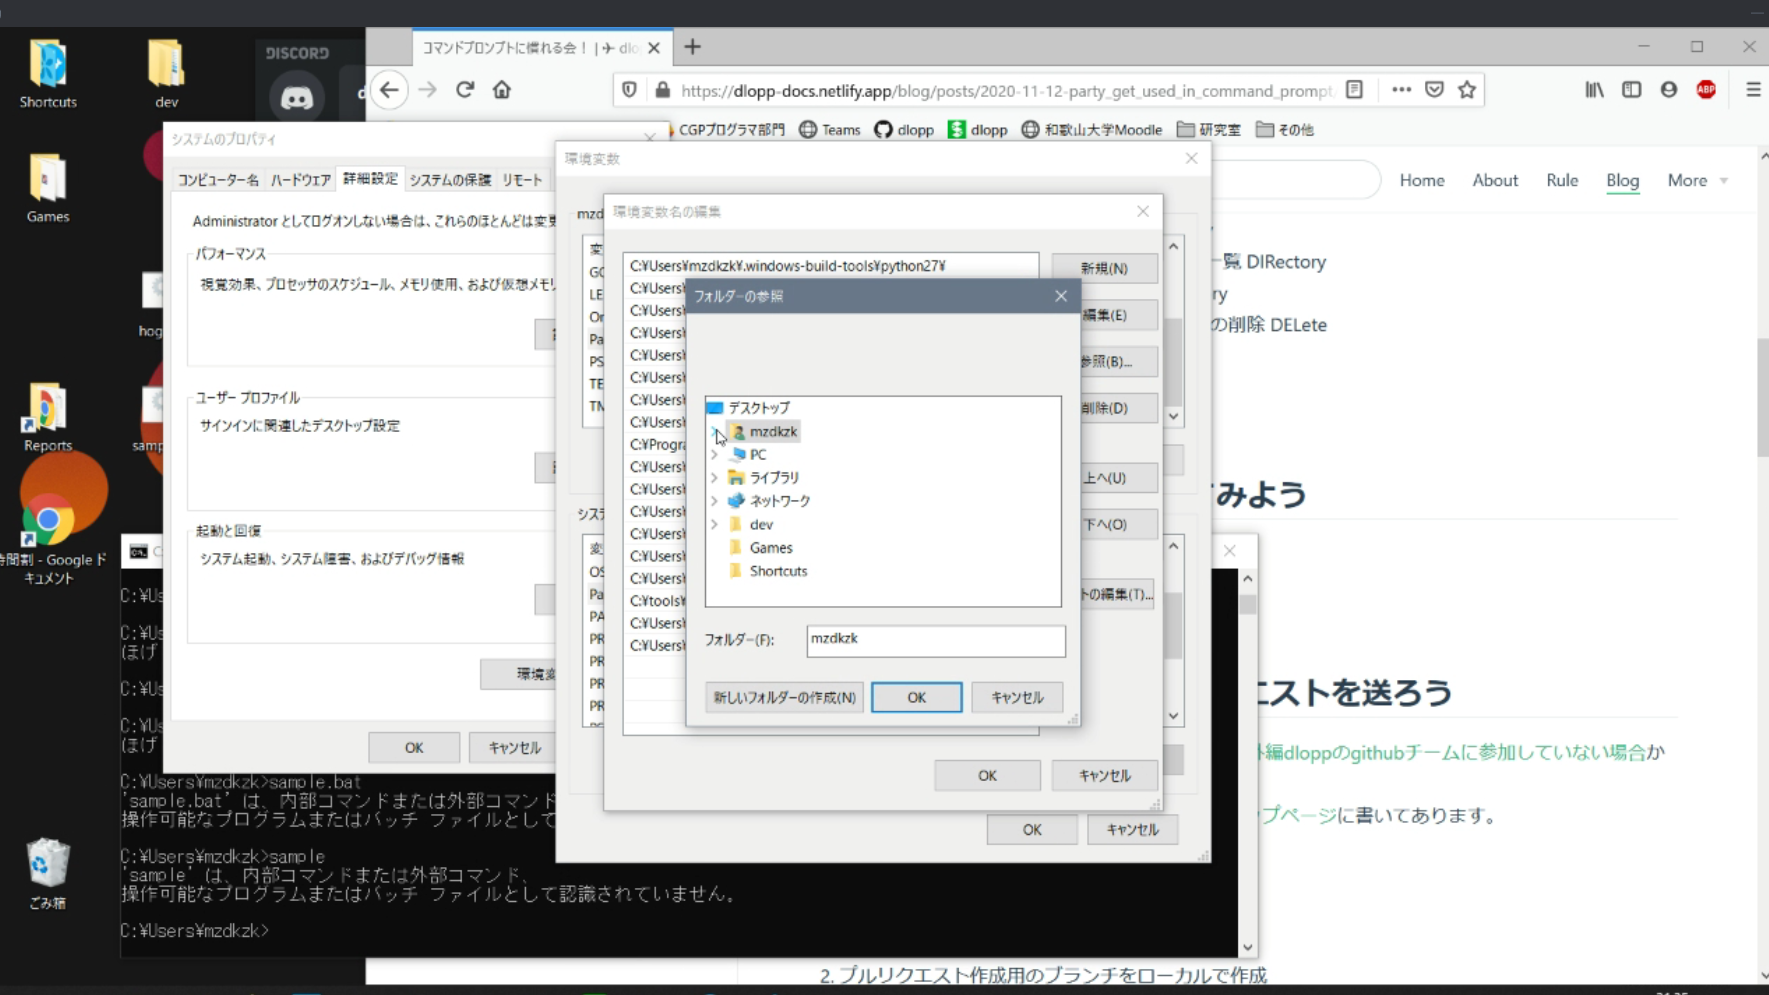 Shortcuts
dev
Games
Reports
時間割 - Google ド
キュメント
ごみ箱
DISCORD
コマンドプロンプトに慣れる会！ | ✈ dlo
https://dlopp-docs.netlify.app/blog/posts/2020-11-12-party_get_used_in_command_prompt
ABP
CGPプログラマ部門
Teams
dlopp
dlopp
和歌山大学Moodle
研究室
その他
Home
About
Rule
Blog
More
一覧 DIRectory
ry
の削除 DELete
みよう
ストを送ろう
外編dloppのgithubチームに参加していない場合か
プページに書いてあります。
2. プルリクエスト作成用のブランチをローカルで作成
システムのプロパティ
コンピューター名
ハードウェア
詳細設定
システムの保護
リモート
Administrator としてログオンしない場合は、これらのほとんどは変更
パフォーマンス
視覚効果、プロセッサのスケジュール、メモリ使用、および仮想メモリ
ユーザー プロファイル
サインインに関連したデスクトップ設定
起動と回復
システム起動、システム障害、およびデバッグ情報
環境変
OK
キャンセル
環境変数
mzd
変
LE
Or
Pa
PS
TE
シス
変
OS
Pa
PA
PR
PR
PR
PR
OK
キャンセル
環境変数名の編集
C:¥Users¥mzdkzk¥.windows-build-tools¥python27¥
C:¥Users¥
C:¥Users¥
C:¥Users¥
C:¥Users¥
C:¥Users¥
C:¥Users¥
C:¥Users¥
C:¥Progra
C:¥Users¥
C:¥Users¥
C:¥Users¥
C:¥Users¥
C:¥Users¥
C:¥Users¥
C:¥tools¥
C:¥Users¥
C:¥Users¥
新規(N)
編集(E)
参照(B)...
削除(D)
上へ(U)
下へ(O)
トの編集(T)...
OK
キャンセル
フォルダーの参照
デスクトップ
mzdkzk
PC
ライブラリ
ネットワーク
dev
Games
Shortcuts
フォルダー(F):
mzdkzk
新しいフォルダーの作成(N)
OK
キャンセル
C:¥Us
C:¥Us
ほげ
C:¥Us
C:¥Us
ほげ
C:¥Users¥mzdkzk>sample.bat
'sample.bat' は、内部コマンドまたは外部コマンド
操作可能なプログラムまたはバッチ ファイルとして
C:¥Users¥mzdkzk>sample
'sample' は、内部コマンドまたは外部コマンド、
操作可能なプログラムまたはバッチ ファイルとして認識されていません。
C:¥Users¥mzdkzk>